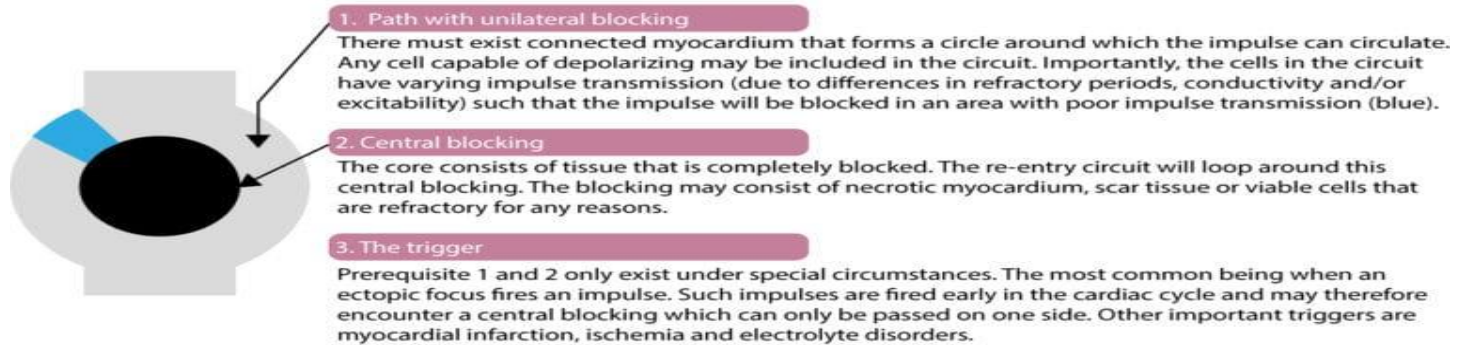 1. Path with unilateral blocking
There must exist connected myocardium that forms a circle around which the impulse can circulate.
Any cell capable of depolarizing may be included in the circuit. Importantly, the cells in the circuit
have varying impulse transmission (due to differences in refractory periods, conductivity and/or
excitability) such that the impulse will be blocked in an area with poor impulse transmission (blue).
2. Central blocking
The core consists of tissue that is completely blocked. The re-entry circuit will loop around this
central blocking. The blocking may consist of necrotic myocardium, scar tissue or viable cells that
are refractory for any reasons.
3. The trigger
Prerequisite 1 and 2 only exist under special circumstances. The most common being when an
ectopic focus fires an impulse. Such impulses are fired early in the cardiac cycle and may therefore
encounter a central blocking which can only be passed on one side. Other important triggers are
myocardial infarction, ischemia and electrolyte disorders.